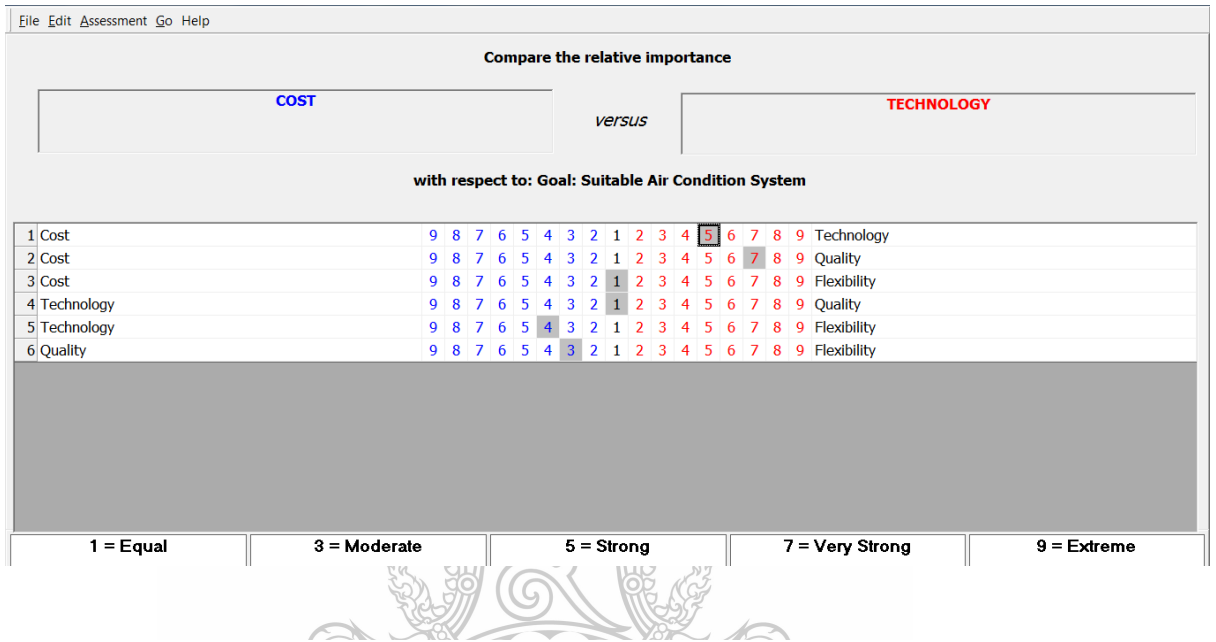 File Edit Assessment Go Help
Compare the relative importance
COST
versus
TECHNOLOGY
with respect to: Goal: Suitable Air Condition System
1 Cost 9 8 7 6 5 4 3 2 1 2 3 4 5 6 7 8 9 Technology
2 Cost 9 8 7 6 5 4 3 2 1 2 3 4 5 6 7 8 9 Quality
3 Cost 9 8 7 6 5 4 3 2 1 2 3 4 5 6 7 8 9 Flexibility
4 Technology 9 8 7 6 5 4 3 2 1 2 3 4 5 6 7 8 9 Quality
5 Technology 9 8 7 6 5 4 3 2 1 2 3 4 5 6 7 8 9 Flexibility
6 Quality 9 8 7 6 5 4 3 2 1 2 3 4 5 6 7 8 9 Flexibility
1 = Equal 3 = Moderate 5 = Strong 7 = Very Strong 9 = Extreme